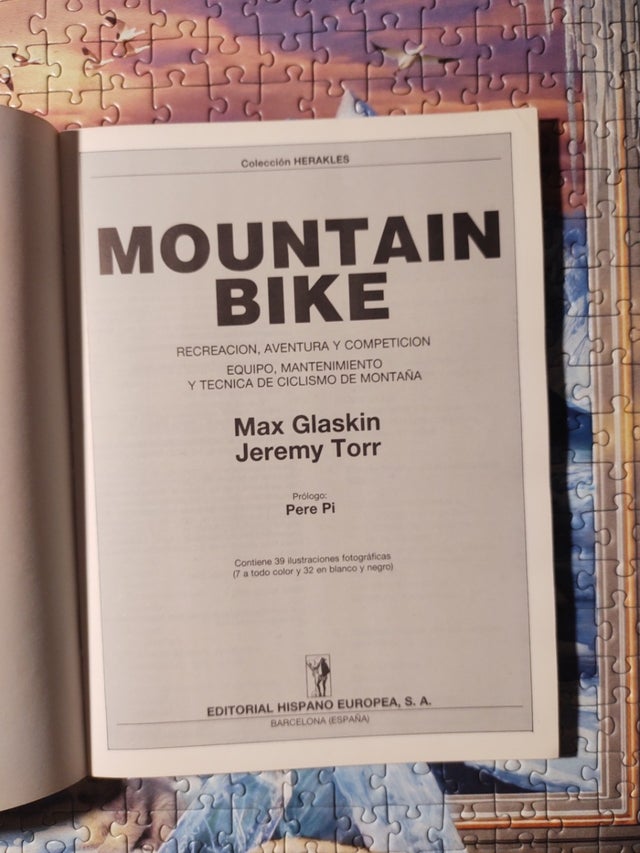 Colección HERAKLES
MOUNTAIN
BIKE
RECREACION, AVENTURA Y COMPETICION
EQUIPO, MANTENIMIENTO
Y TECNICA DE CICLISMO DE MONTAÑA
Max Glaskin
Jeremy Torr
Prólogo:
Pere Pi
Contiene 39 ilustraciones fotográficas
(7 a todo color y 32 en blanco y negro)
EDITORIAL HISPANO EUROPEA, S. A.
BARCELONA (ESPAÑA)